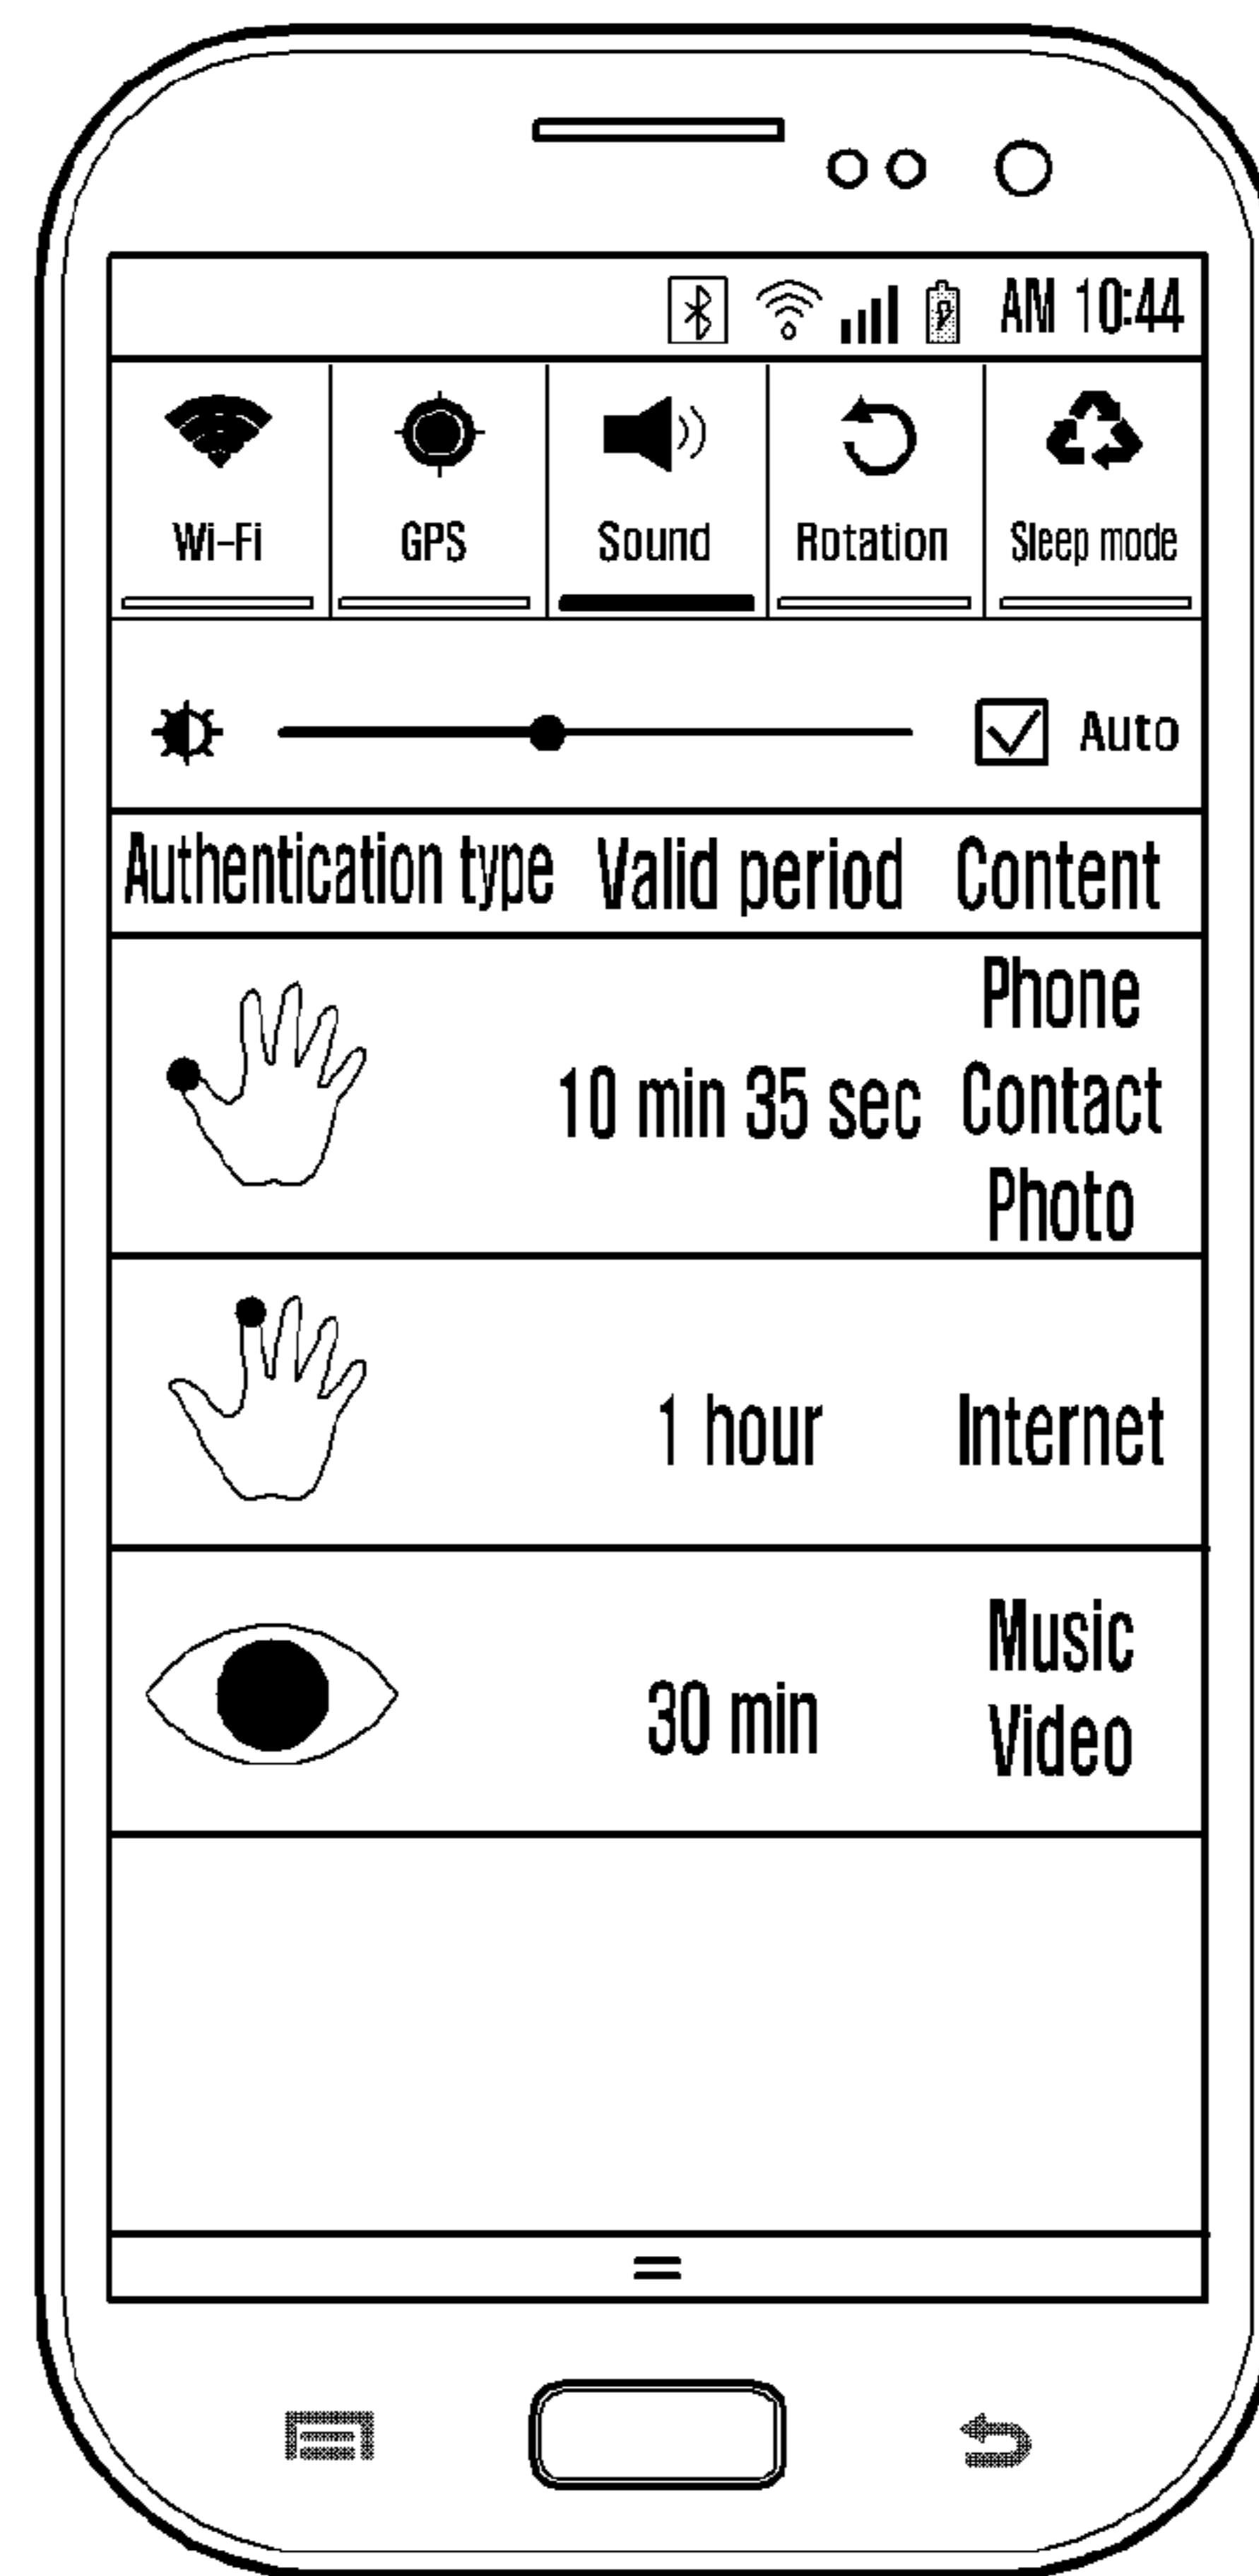 AM 10:44
Wi-Fi GPS Sound Rotation Sleep mode
Auto
Authentication type Valid period Content
Phone
10 min 35 sec Contact
Photo
1 hour Internet
Music
30 min
Video